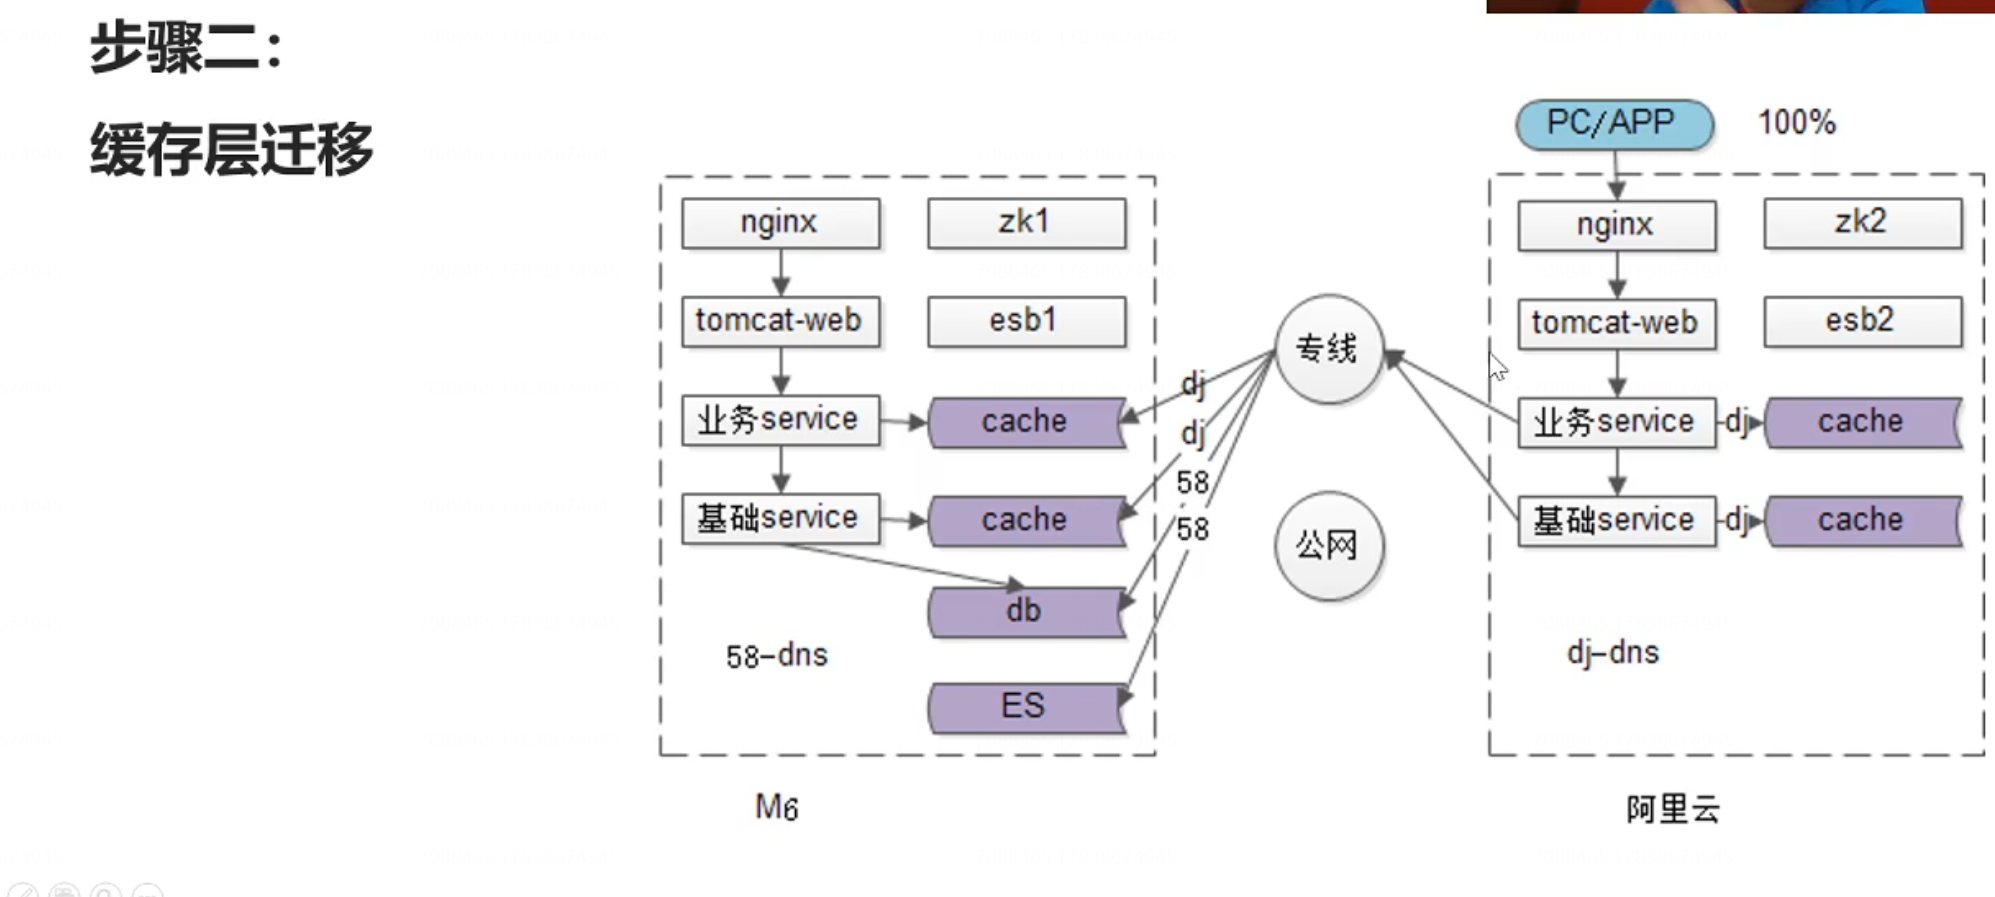 步骤二：
缓存层迁移
PC/APP 100%
nginx zk1
tomcat-web esb1
业务service cache
基础service cache
db
58-dns
ES
M6
dj
dj
58
58
专线
公网
nginx zk2
tomcat-web esb2
业务service dj cache
基础service dj cache
dj-dns
阿里云